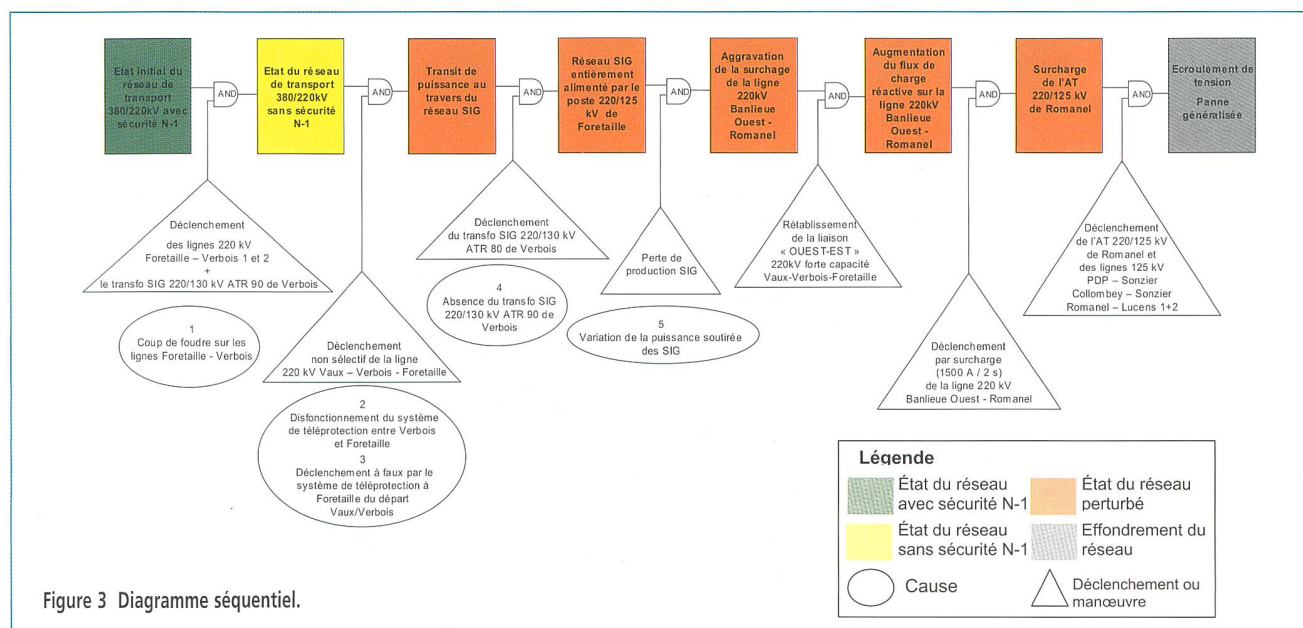 Etat initial du
réseau de
transport
380/220kV avec
sécurité N-1
AND
Etat du réseau
de transport
380/220kV
sans sécurité
N-1
AND
Transit de
puissance au
travers du
réseau SIG
AND
Réseau SIG
entièrement
alimenté par le
poste 220/125
kV de
Foretaille
AND
Aggravation
de la surchage
de la ligne
220kV
Banlieue
Ouest -
Romanel
AND
Augmentation
du flux de
charge
réactive sur la
ligne 220kV
Banlieue
Ouest -
Romanel
AND
Surcharge
de l'AT
220/125 kV
de Romanel
AND
Ecroulement de
tension
Panne
généralisée
Déclenchement
des lignes 220 kV
Foretaille – Verbois 1 et 2
+
le transfo SIG 220/130 kV ATR 90 de Verbois
1
Coup de foudre sur les
lignes Foretaille - Verbois
Déclenchement
non sélectif de la ligne
220 kV Vaux – Verbois - Foretaille
2
Disfonctionement du système
de téléprotection entre Verbois
et Foretaille
3
Déclenchement à faux par le
système de téléprotection à
Foretaille du départ
Vaux/Verbois
Dèclenchement
du transfo SIG 220/130 kV
ATR 80 de Verbois
4
Absence du transfo SIG
220/130 kV ATR 90 de
Verbois
Perte de
production SIG
5
Variation de la puissance soutirée
des SIG
Rétablissement
de la liaison
« OUEST-EST »
220kV forte capacité
Vaux-Verbois-Foretaille
Déclenchement
par surcharge
(1500 A / 2 s)
de la ligne 220 kV
Banlieue Ouest - Romanel
Déclenchement
de l'AT 220/125 kV
de Romanel et
des lignes 125 kV
PDP – Sonzier
Collombey – Sonzier
Romanel – Lucens 1+2
Légende
État du réseau
avec sécurité N-1
État du réseau
perturbé
État du réseau
sans sécurité N-1
Effondrement du
réseau
Cause
Déclenchement ou
manœuvre
Figure 3 Diagramme séquentiel.